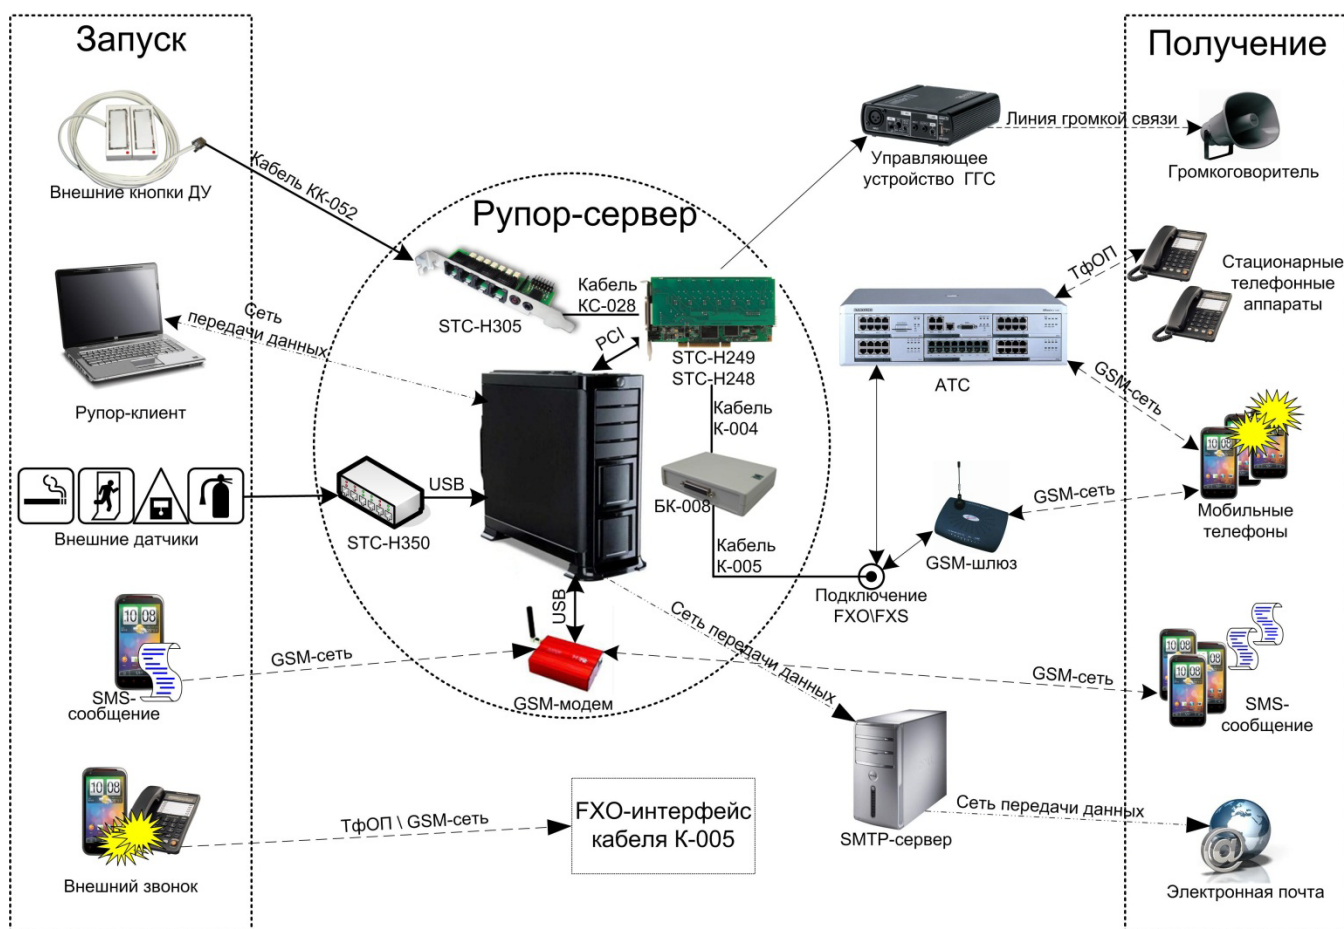 Запуск
Внешние кнопки ДУ
Кабель КК-052
Рупор-клиент
Сеть
передачи данных
Внешние датчики
SMS-
сообщение
GSM-сеть
Внешний звонок
ТфОП \ GSM-сеть
FXO-интерфейс
кабеля К-005
Рупор-сервер
STC-H305
Кабель
КС-028
PCI
STC-H249
STC-H248
Кабель
К-004
БК-008
Кабель
К-005
STC-H350
USB
USB
GSM-модем
Управляющее
устройство ГГС
Линия громкой связи
АТС
ТфОП
GSM-сеть
GSM-сеть
GSM-шлюз
Подключение
FXO\FXS
Сеть передачи данных
GSM-сеть
SMTP-сервер
Сеть передачи данных
Получение
Громкоговоритель
Стационарные
телефонные
аппараты
Мобильные
телефоны
SMS-
сообщение
@
Электронная почта
10 08
10 08